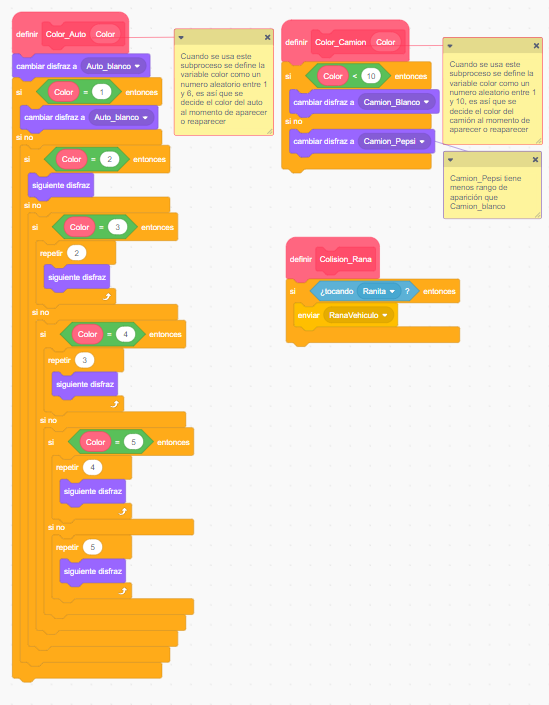 definir Color_Auto Color
cambiar disfraz a Auto_blanco
si Color = 1 entonces
cambiar disfraz a Auto_blanco
si no
si Color = 2 entonces
siguiente disfraz
si no
si Color = 3 entonces
repetir 2
siguiente disfraz
si no
si Color = 4 entonces
repetir 3
siguiente disfraz
si no
si Color = 5 entonces
repetir 4
siguiente disfraz
si no
repetir 5
siguiente disfraz
Cuando se usa este
subproceso se define la
variable color como un
numero aleatorio entre 1
y 6, es así que se
decide el color del auto
al momento de aparecer
o reaparecer
definir Color_Camion Color
si Color < 10 entonces
cambiar disfraz a Camion_Blanco
si no
cambiar disfraz a Camion_Pepsi
Cuando se usa este
subproceso se define la
variable color como un
numero aleatorio entre 1
y 10, es así que se
decide el color del
camión al momento de
aparecer o reaparecer
Camion_Pepsi tiene
menos rango de
aparición que
Camion_blanco
definir Colision_Rana
si ¿tocando Ranita ? entonces
enviar RanaVehículo